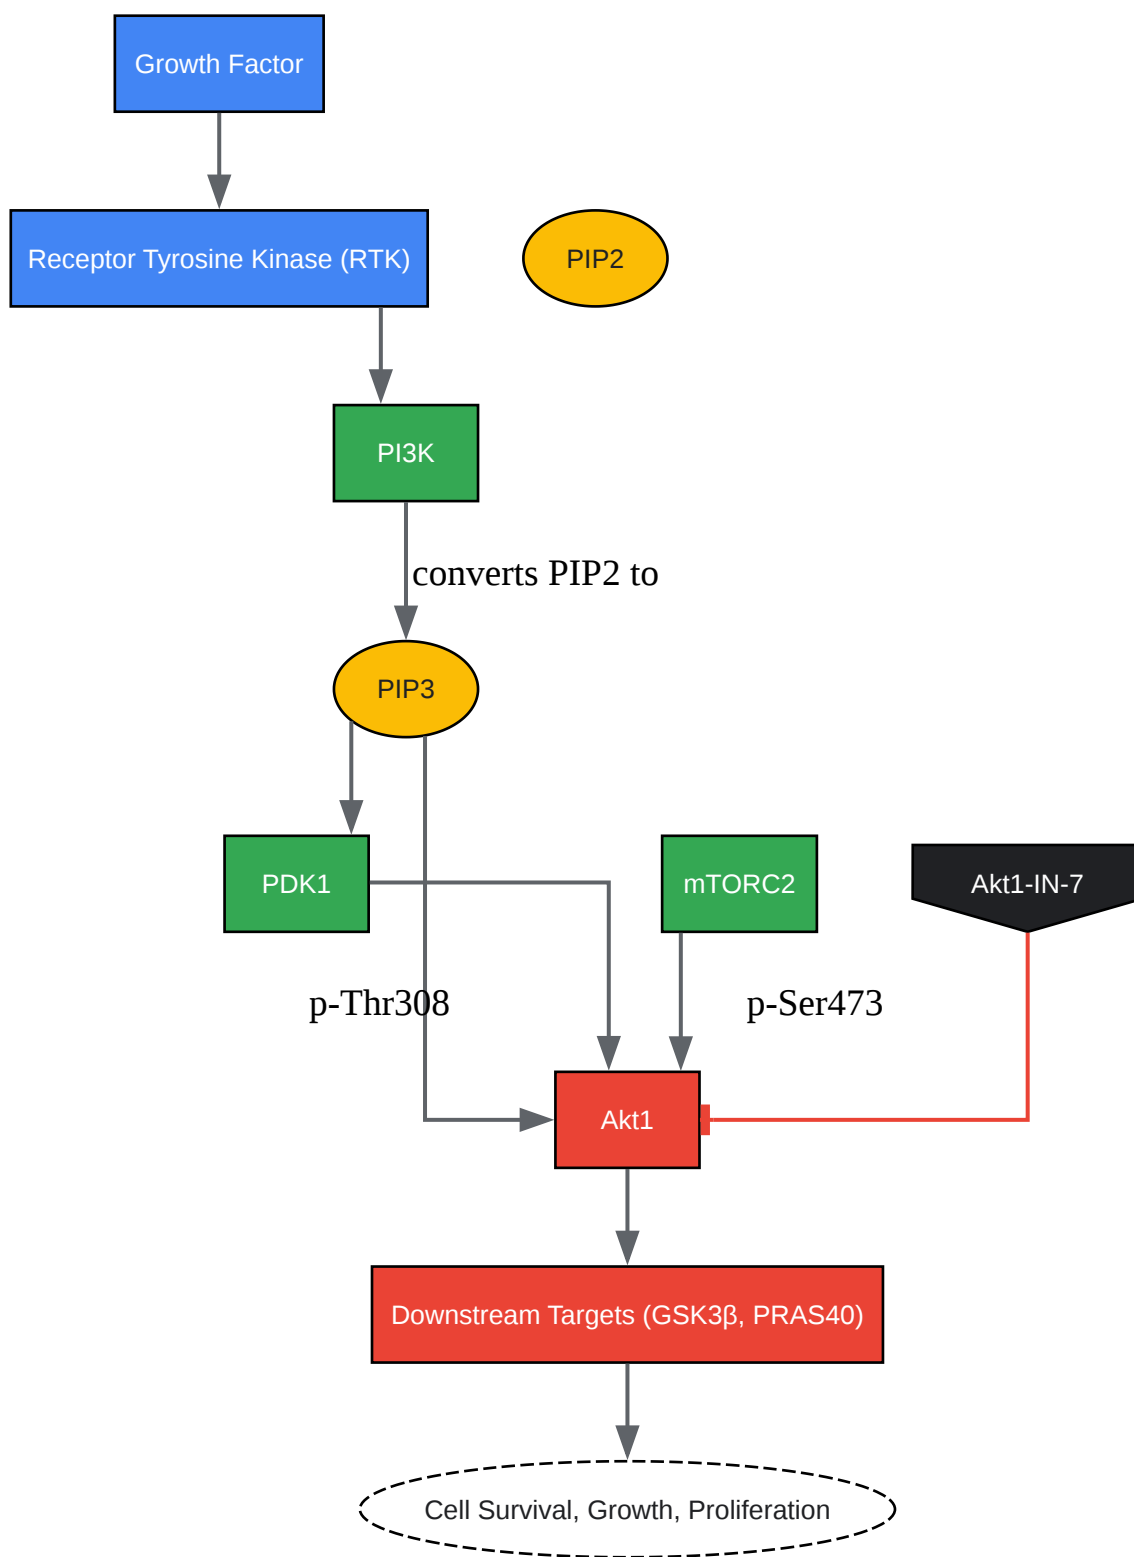 Growth Factor
Receptor Tyrosine Kinase (RTK)
PIP2
PI3K
converts PIP2 to
PIP3
PDK1
mTORC2
Akt1-IN-7
p-Thr308
p-Ser473
Akt1
Downstream Targets (GSK3β, PRAS40)
Cell Survival, Growth, Proliferation